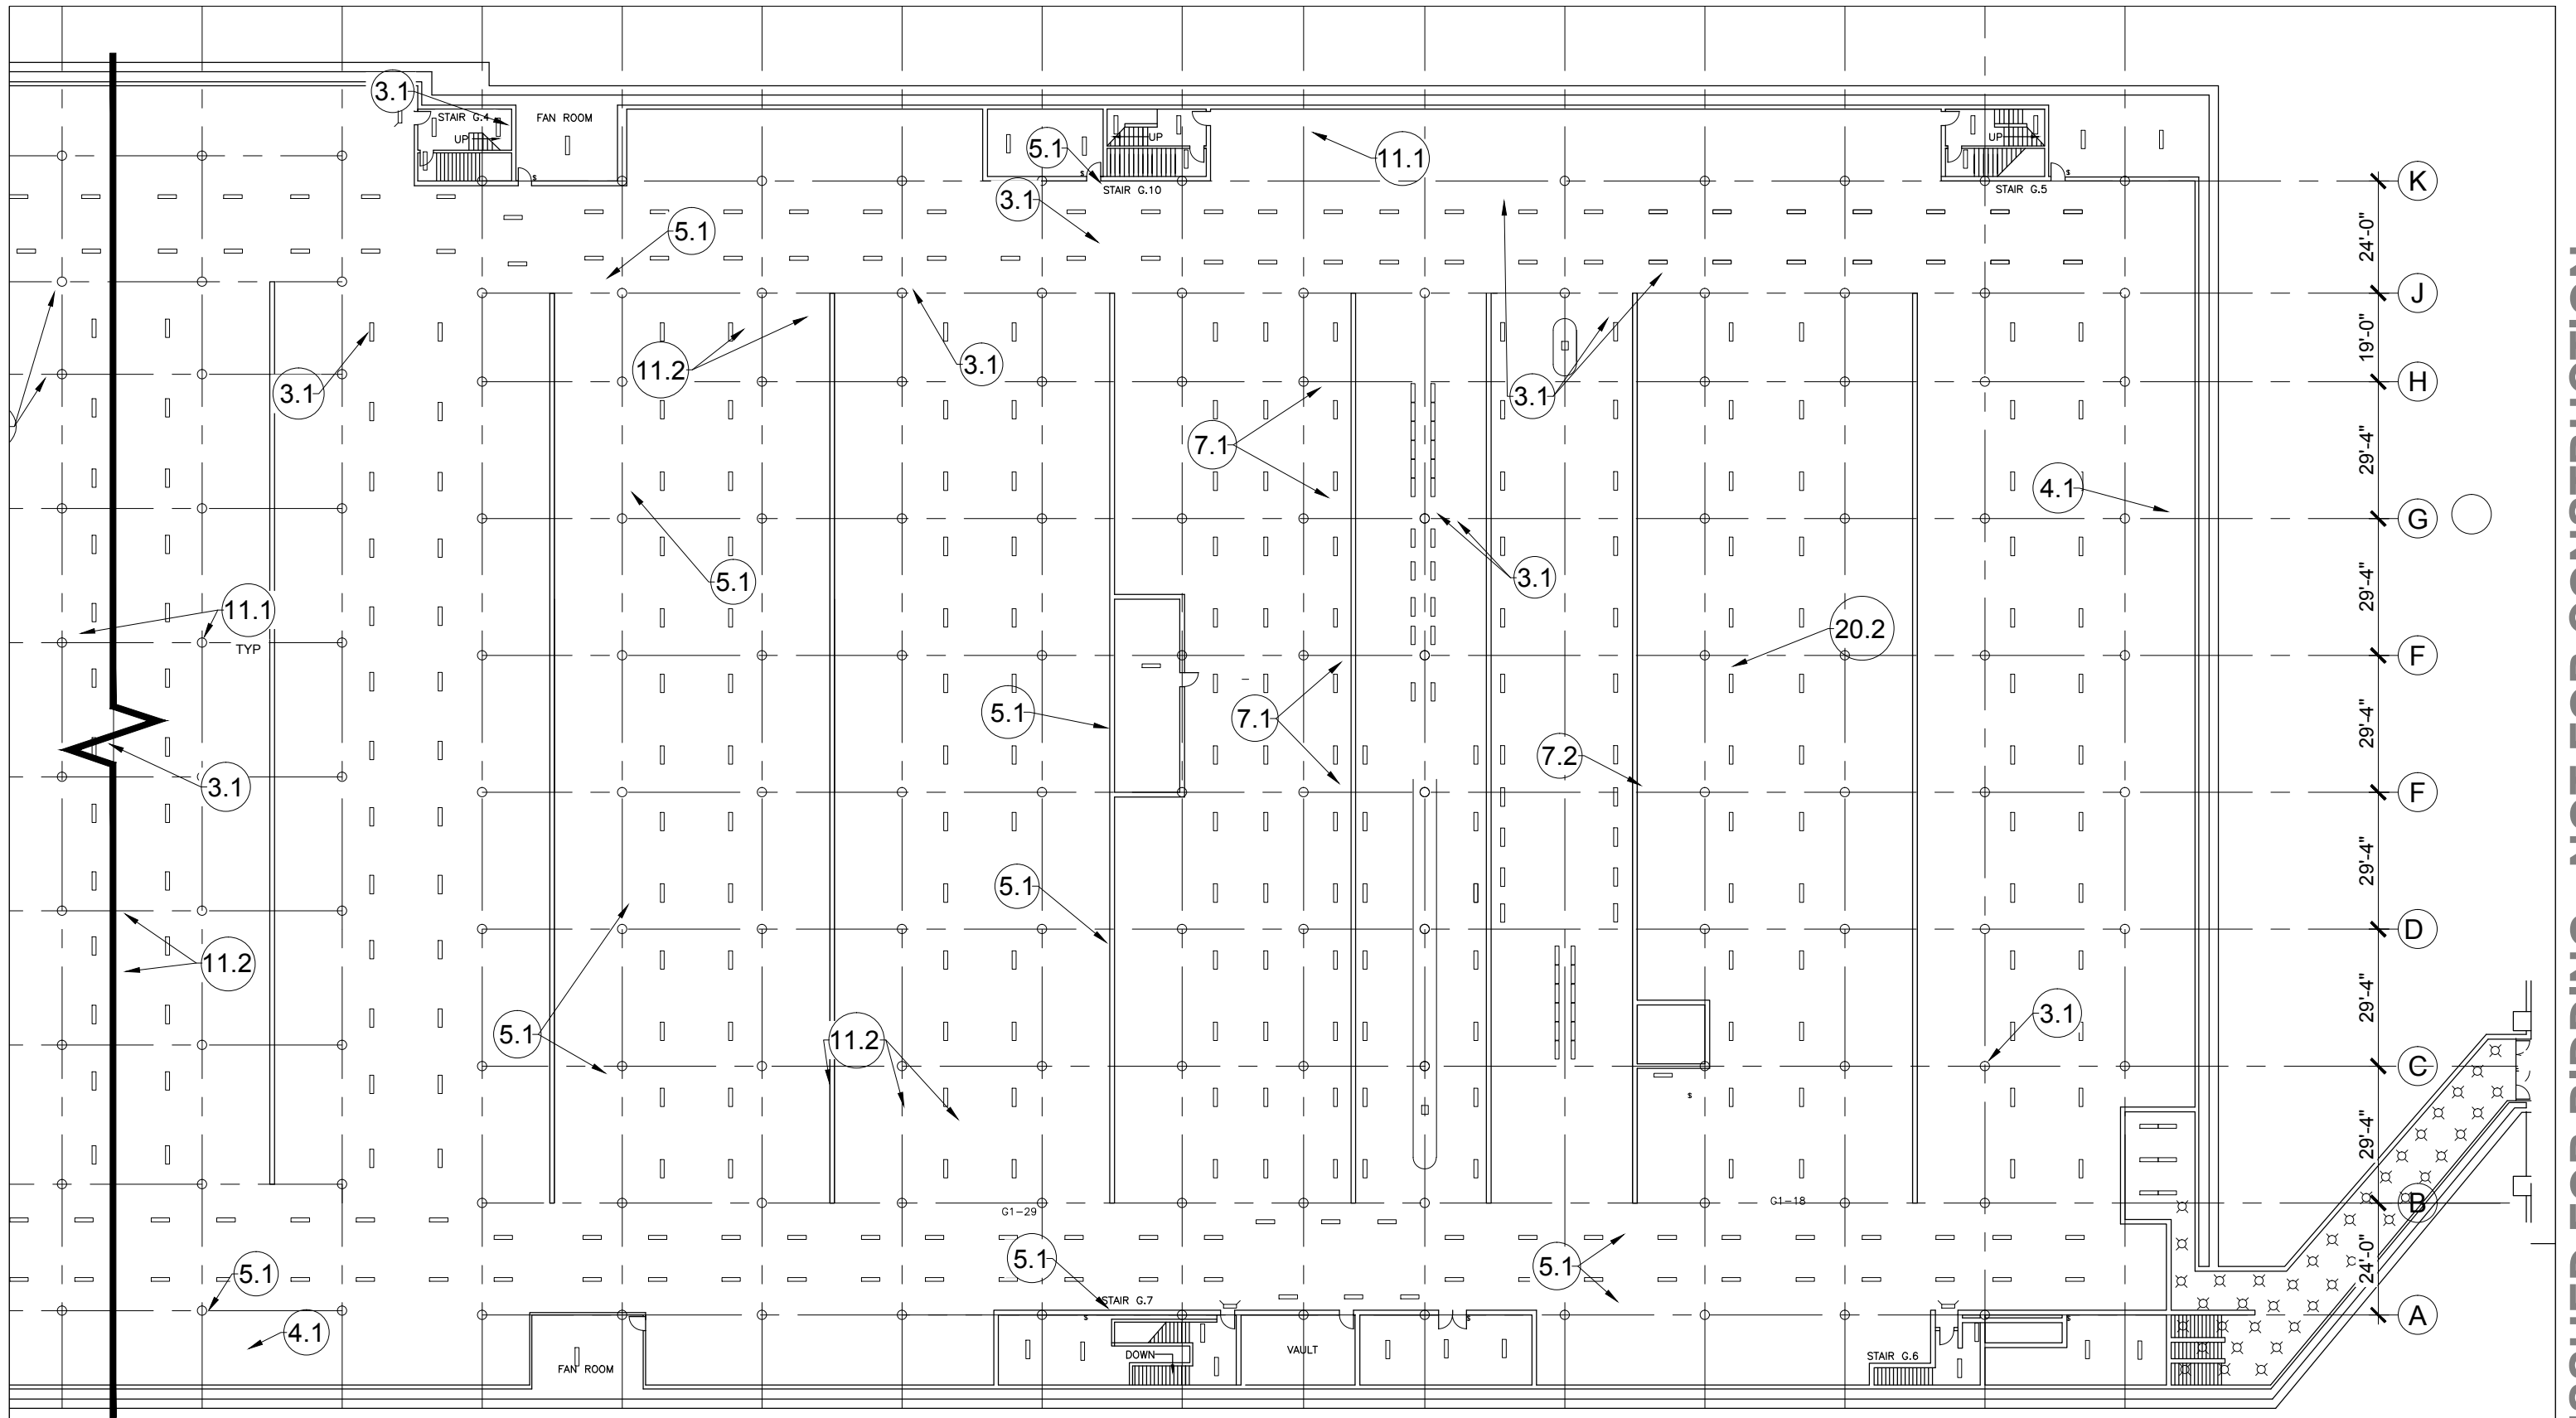 3.1
STAIR G.4
UP
FAN ROOM
5.1
UP
11.1
UP
K
STAIR G.10
STAIR G.5
3.1
5.1
24'-0"
J
11.2
3.1
3.1
3.1
19'-0"
H
7.1
29'-4"
4.1
G
5.1
3.1
29'-4"
11.1
TYP
20.2
F
5.1
7.1
7.2
29'-4"
3.1
F
29'-4"
5.1
D
11.2
29'-4"
5.1
11.2
3.1
C
29'-4"
G1-29
G1-18
B
5.1
5.1
5.1
24'-0"
STAIR G.7
A
4.1
FAN ROOM
DOWN
VAULT
STAIR G.6